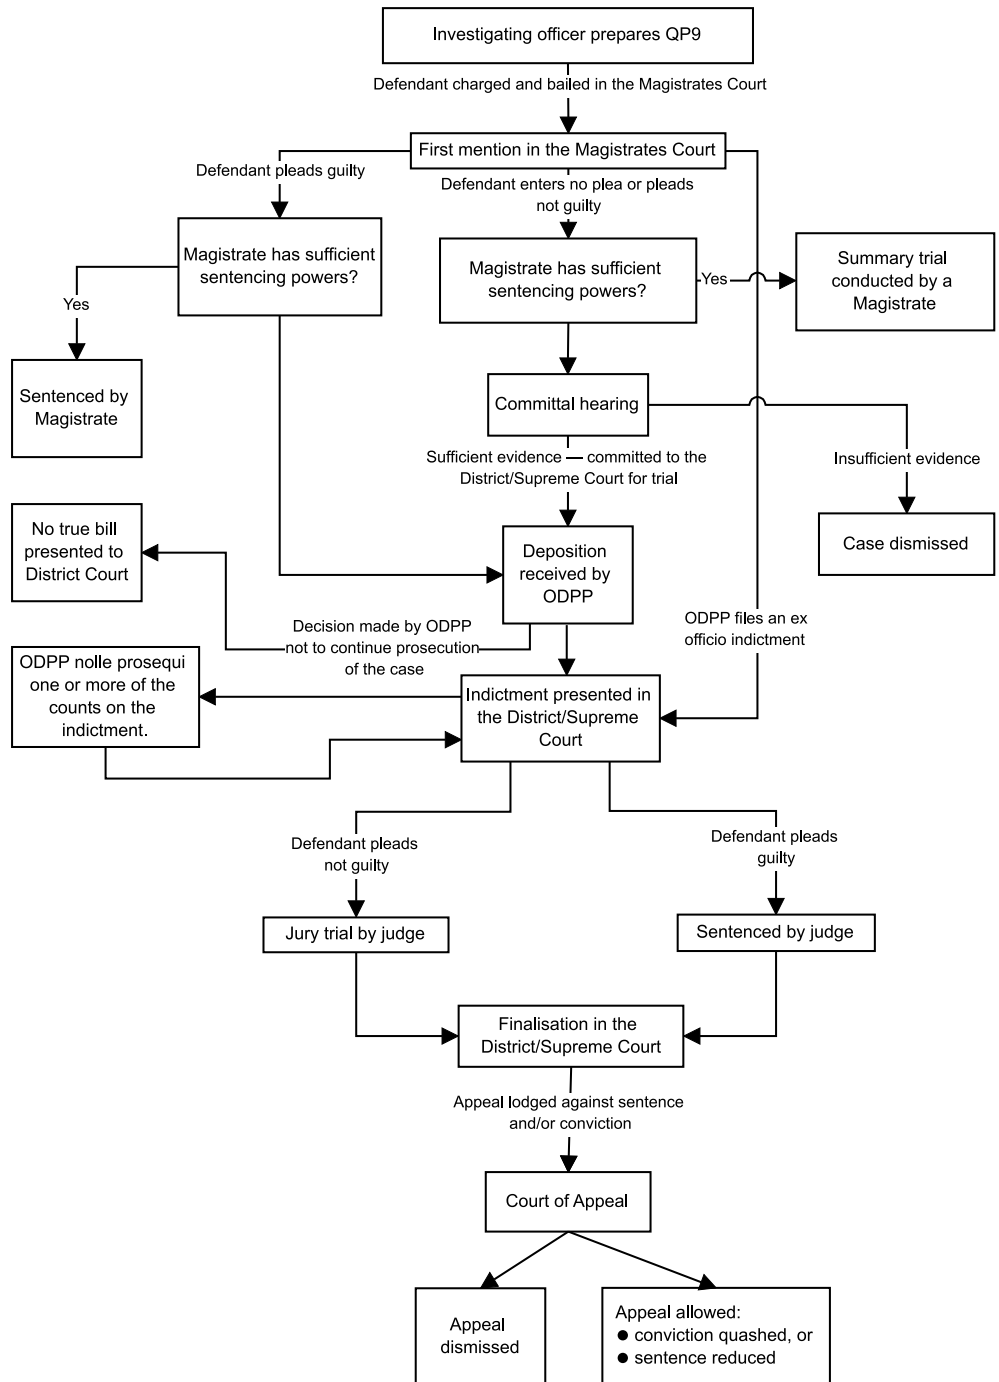 Investigating officer prepares QP9
Defendant charged and bailed in the Magistrates Court
First mention in the Magistrates Court
Defendant pleads guilty
Defendant enters no plea or pleads
not guilty
Magistrate has sufficient
sentencing powers?
Magistrate has sufficient
sentencing powers?
Yes
Summary trial
conducted by a
Magistrate
Yes
Sentenced by
Magistrate
Committal hearing
Sufficient evidence — committed to the
District/Supreme Court for trial
Insufficient evidence
Case dismissed
No true bill
presented to
District Court
Deposition
received by
ODPP
Decision made by ODPP
not to continue prosecution
of the case
ODPP files an ex
officio indictment
ODPP nolle prosequi
one or more of the
counts on the
indictment.
Indictment presented in
the District/Supreme
Court
Defendant pleads
not guilty
Defendant pleads
guilty
Jury trial by judge
Sentenced by judge
Finalisation in the
District/Supreme Court
Appeal lodged against sentence
and/or conviction
Court of Appeal
Appeal
dismissed
Appeal allowed:
● conviction quashed, or
● sentence reduced